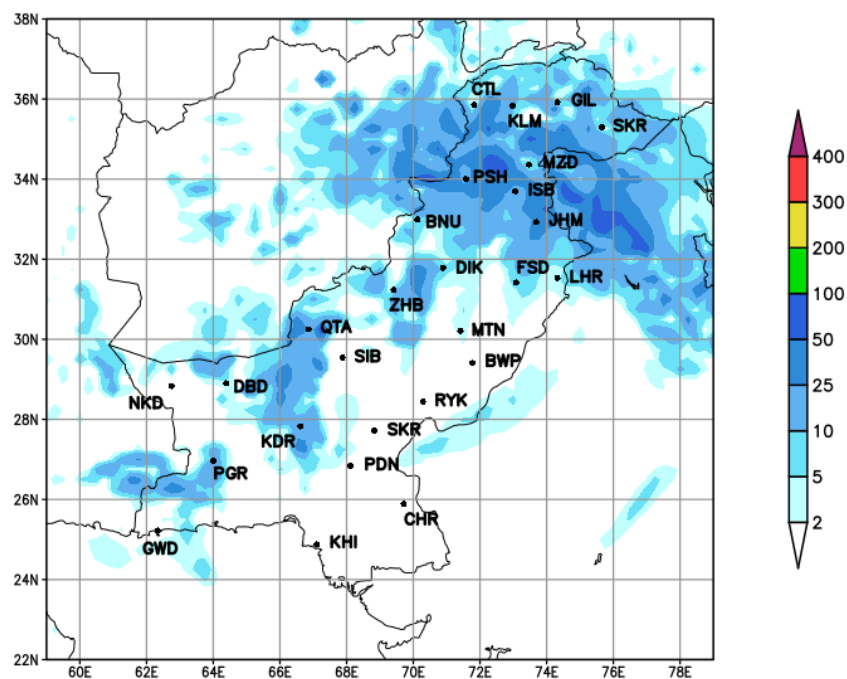 38N
36N
34N
32N
30N
28N
26N
24N
22N
60E 62E 64E 66E 68E 70E 72E 74E 76E 78E
CTL
GIL
KLM
SKR
MZD
PSH
ISB
BNU
JHM
DIK
FSD
LHR
ZHB
QTA
MTN
SIB
BWP
DBD
NKD
RYK
KDR
SKR
PDN
PGR
CHR
GWD
KHI
400
300
200
100
50
25
10
5
2